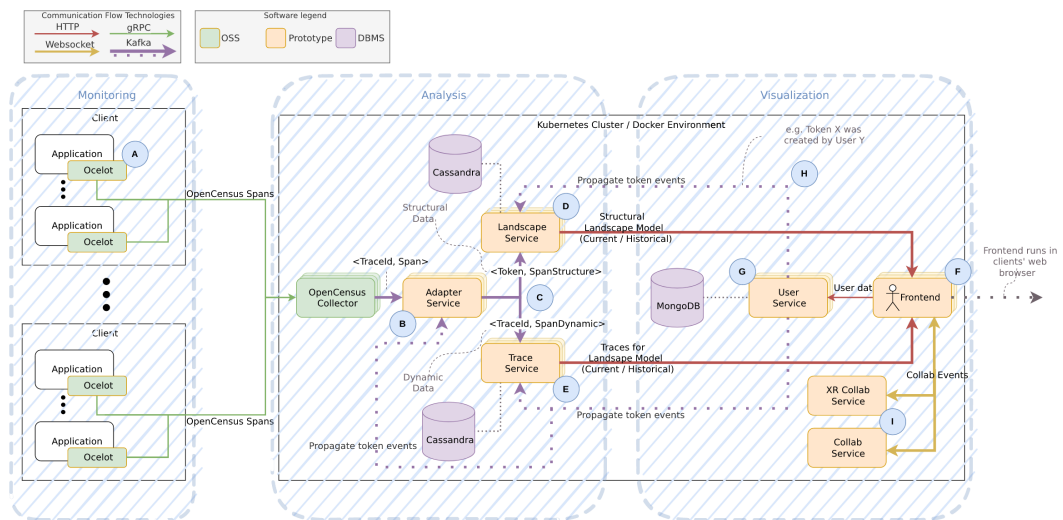 Communication Flow Technologies
HTTP
gRPC
Websocket
Kafka
Software legend
OSS
Prototype
DBMS
Monitoring
Analysis
Visualization
Client
Application
A
Ocelot
Application
Ocelot
OpenCensus Spans
Client
Application
Ocelot
Application
Ocelot
OpenCensus Spans
Kubernetes Cluster / Docker Environment
e.g. Token X was
created by User Y
H
Propagate token events
Cassandra
D
Structural
Data
Landscape
Service
Structural
Landscape Model
(Current / Historical)
<TraceId, Span>
<Token, SpanStructure>
OpenCensus
Collector
Adapter
Service
B
C
<TraceId, SpanDynamic>
Trace
Service
E
Traces for
Landsape Model
(Current / Historical)
Dynamic
Data
Cassandra
Propagate token events
Propagate token events
G
MongoDB
User
Service
User dat
F
Frontend
Frontend runs in
clients' web
browser
Collab Events
XR Collab
Service
I
Collab
Service